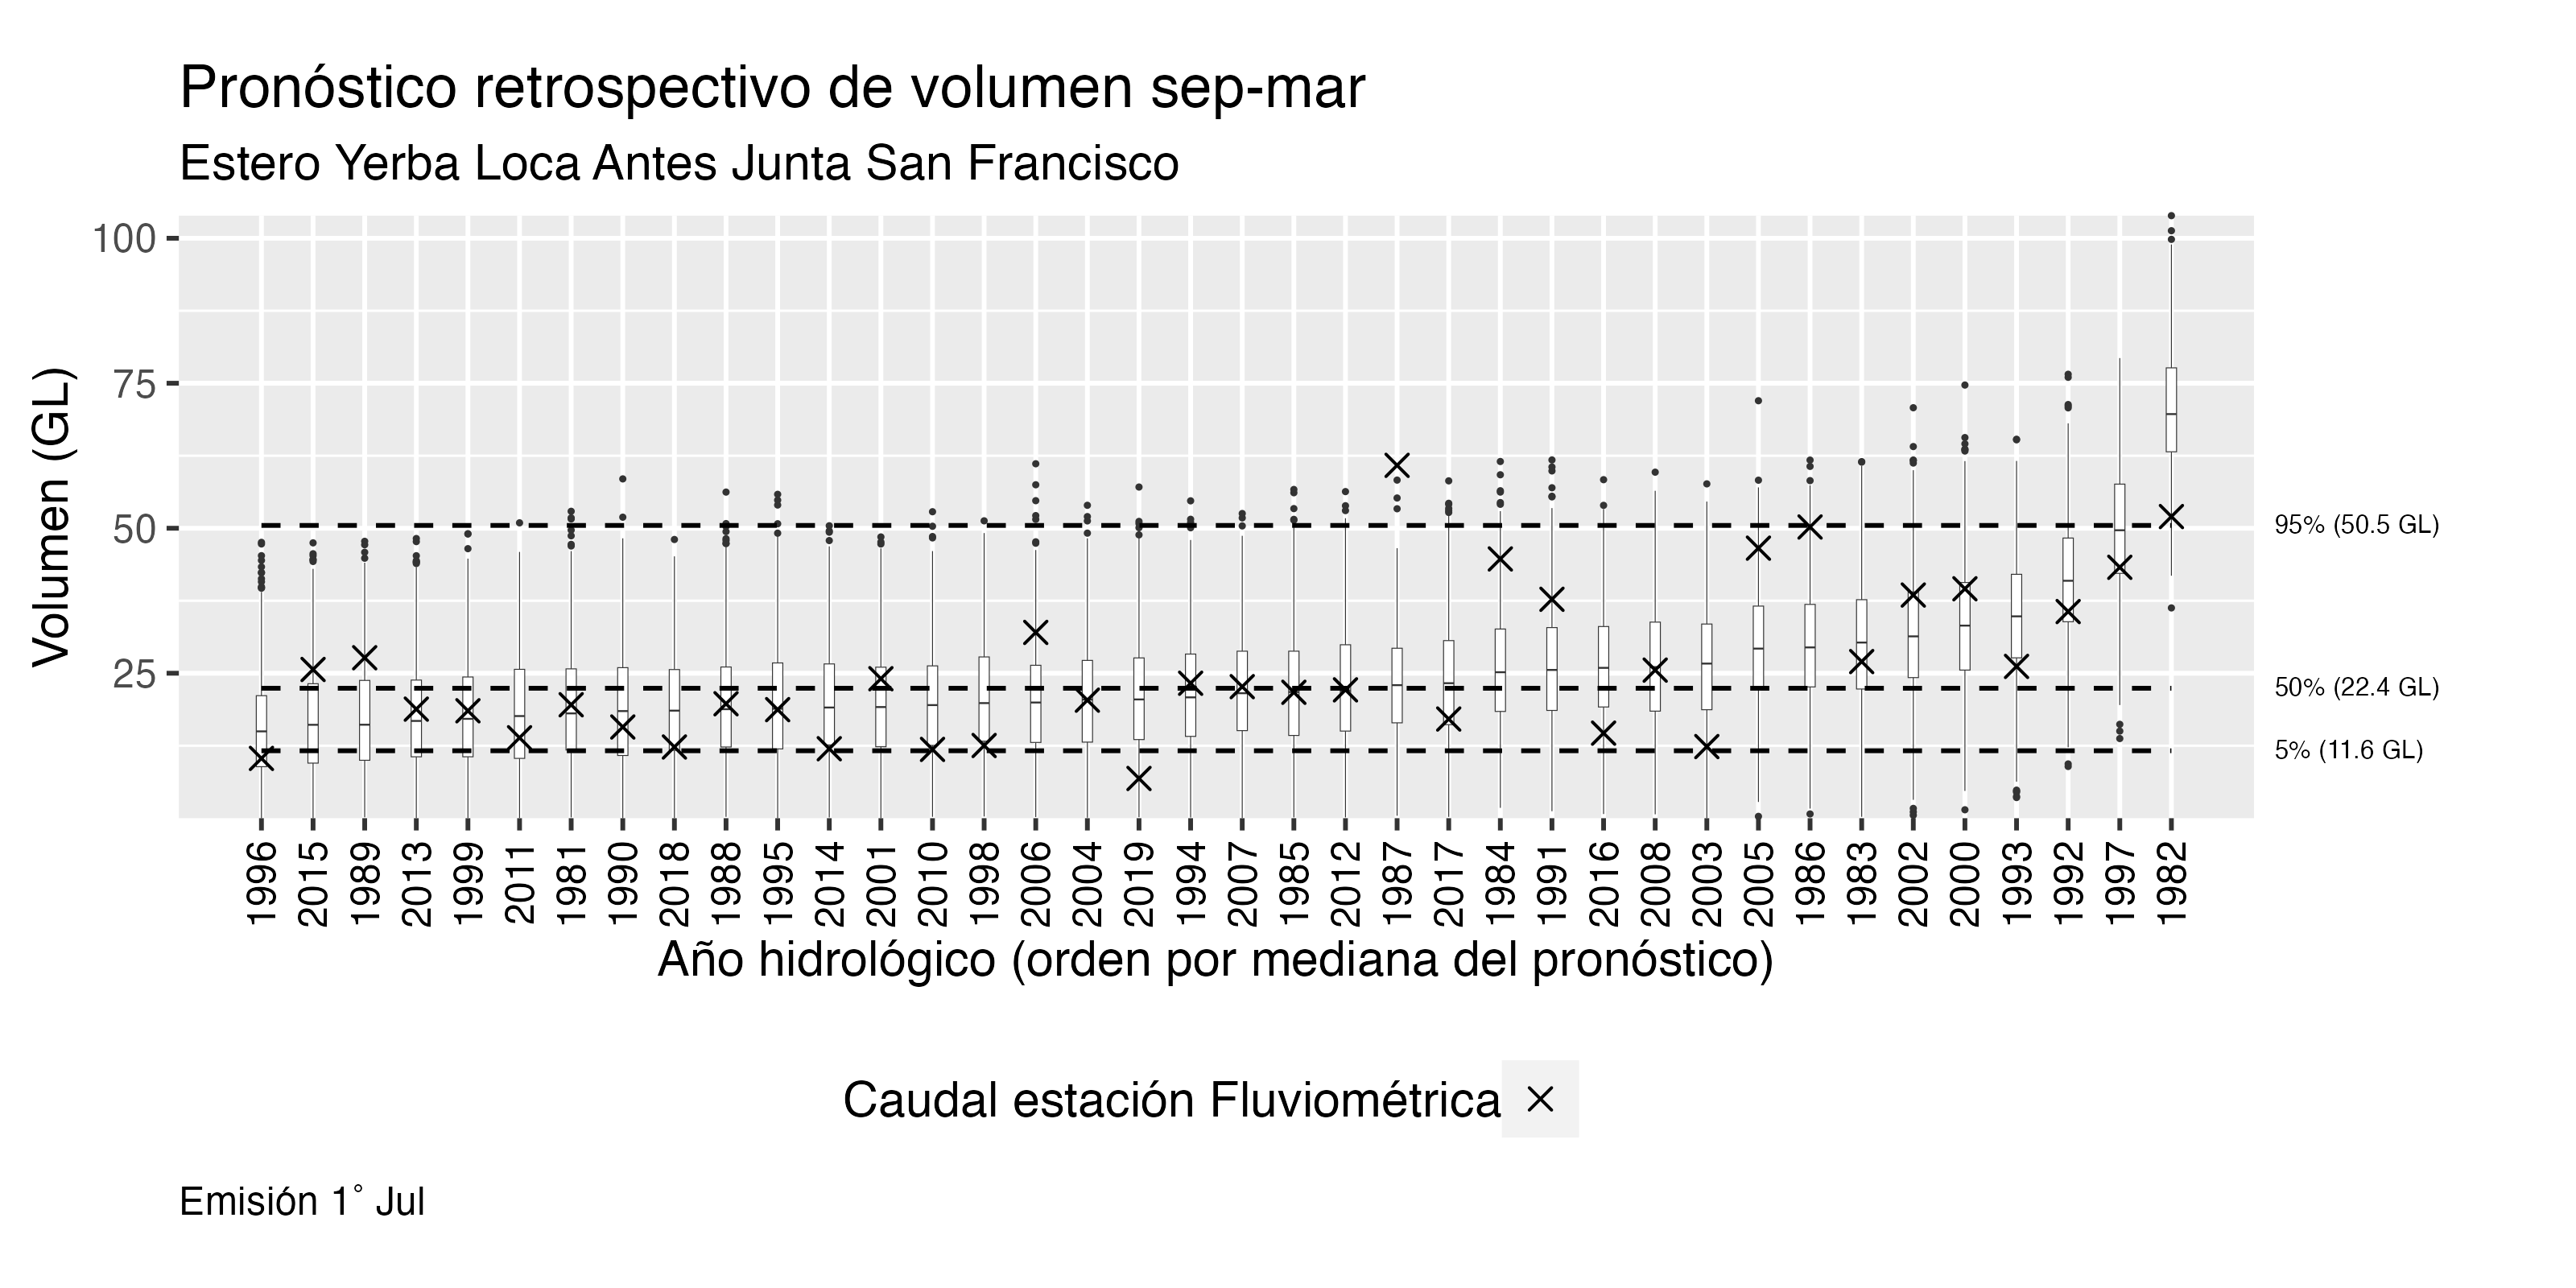 Pronóstico retrospectivo de volumen sep-mar
Estero Yerba Loca Antes Junta San Francisco
Volumen (GL)
100
75
50
25
95% (50.5 GL)
50% (22.4 GL)
5% (11.6 GL)
1996 2015 1989 2013 1999 2011 1981 1990 2018 1988 1995 2014 2001 2010 1998 2006 2004 2019 1994 2007 1985 2012 1987 2017 1984 1991 2016 2008 2003 2005 1986 1983 2002 2000 1993 1992 1997 1982
Año hidrológico (orden por mediana del pronóstico)
Caudal estación Fluviométrica
Emisión 1° Jul